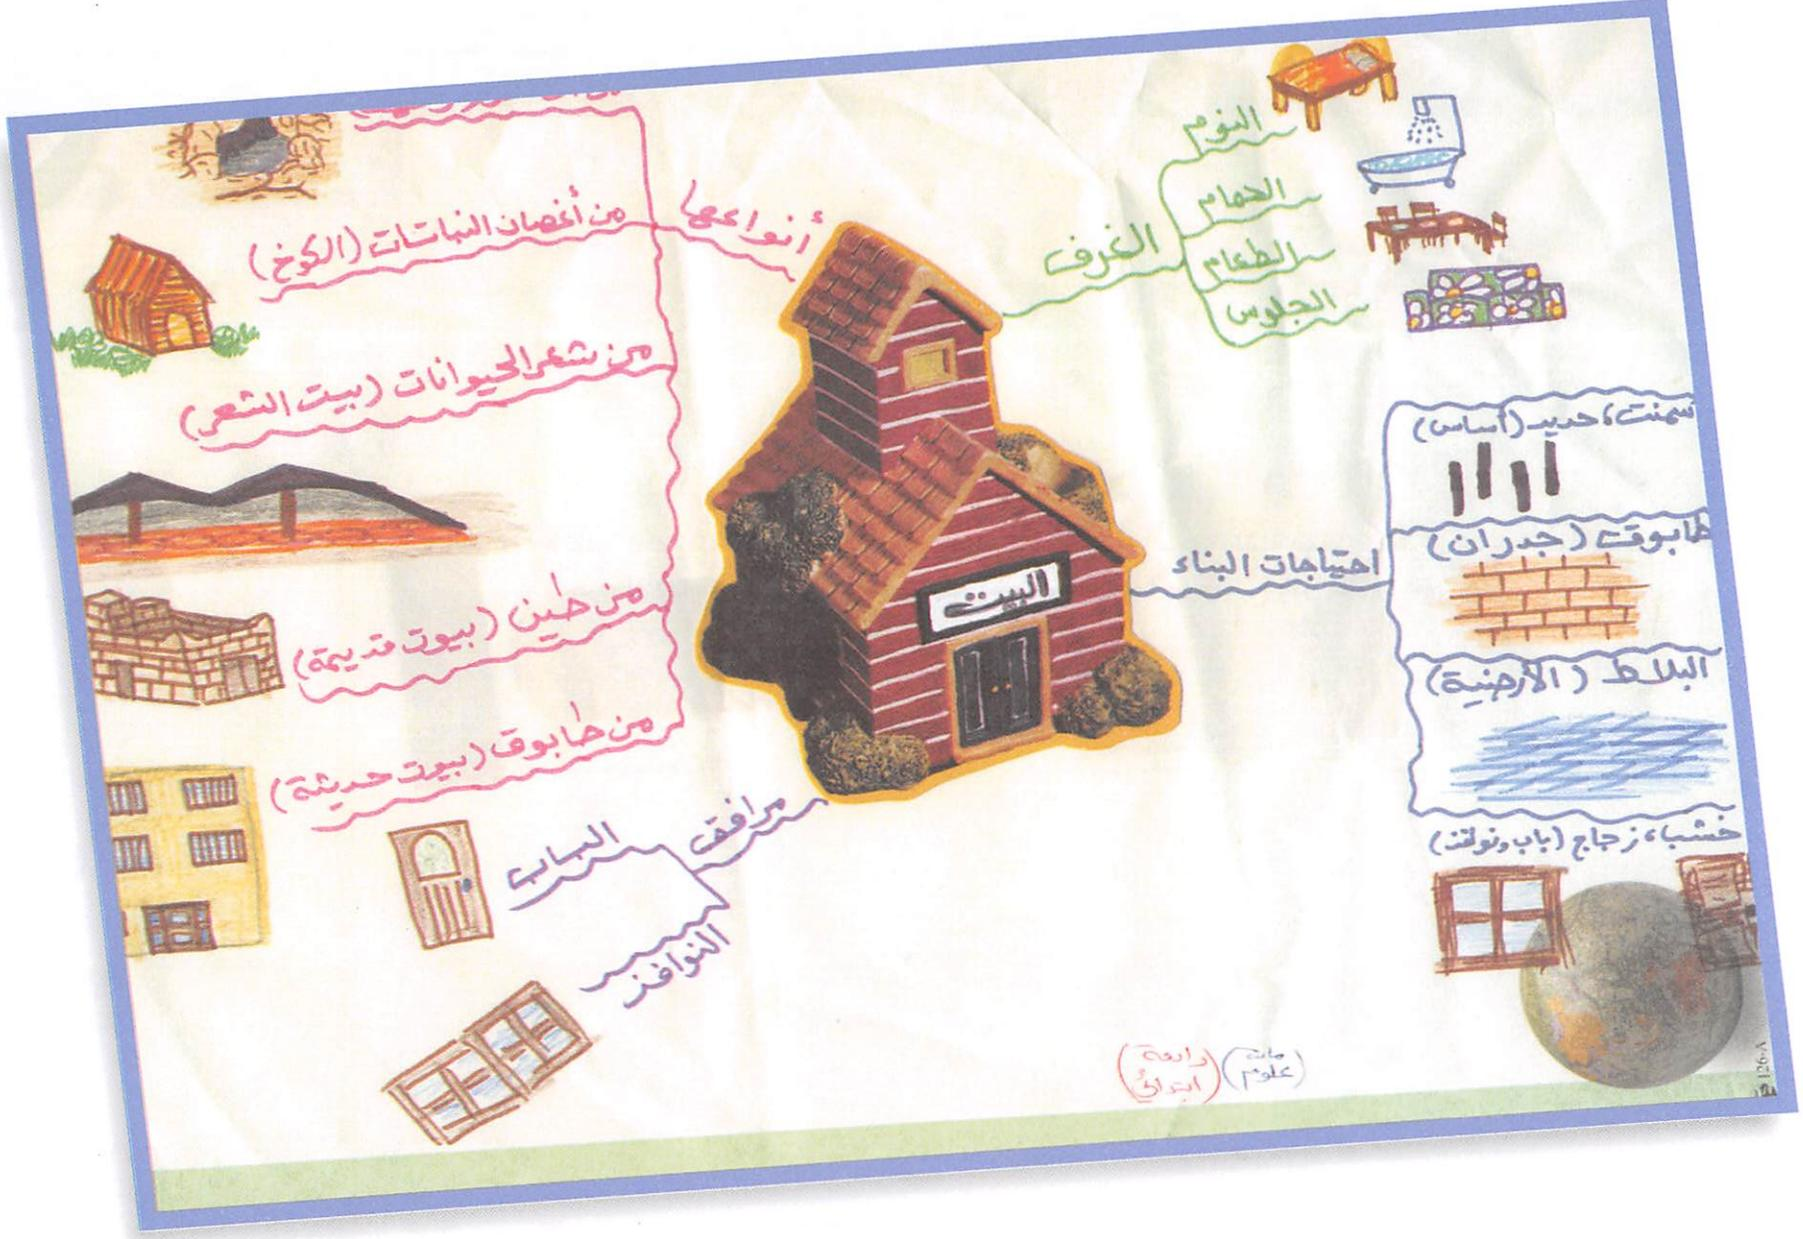 البيت
الغرف
النوم
الحمام
الطعام
الجلوس
احتياجات البناء
سمنت، حديد (أساس)
طابوق (جدران)
البلاط (الأرضية)
خشب، زجاج (باب ونوافذ)
أنواعها
من أغصان النباتات (الكوخ)
من شعر الحيوانات (بيت الشعر)
من طين (بيوت قديمة)
من طابوق (بيوت حديثة)
مرافق
الباب
النوافذ
علوم
رابعة
ابتدائي